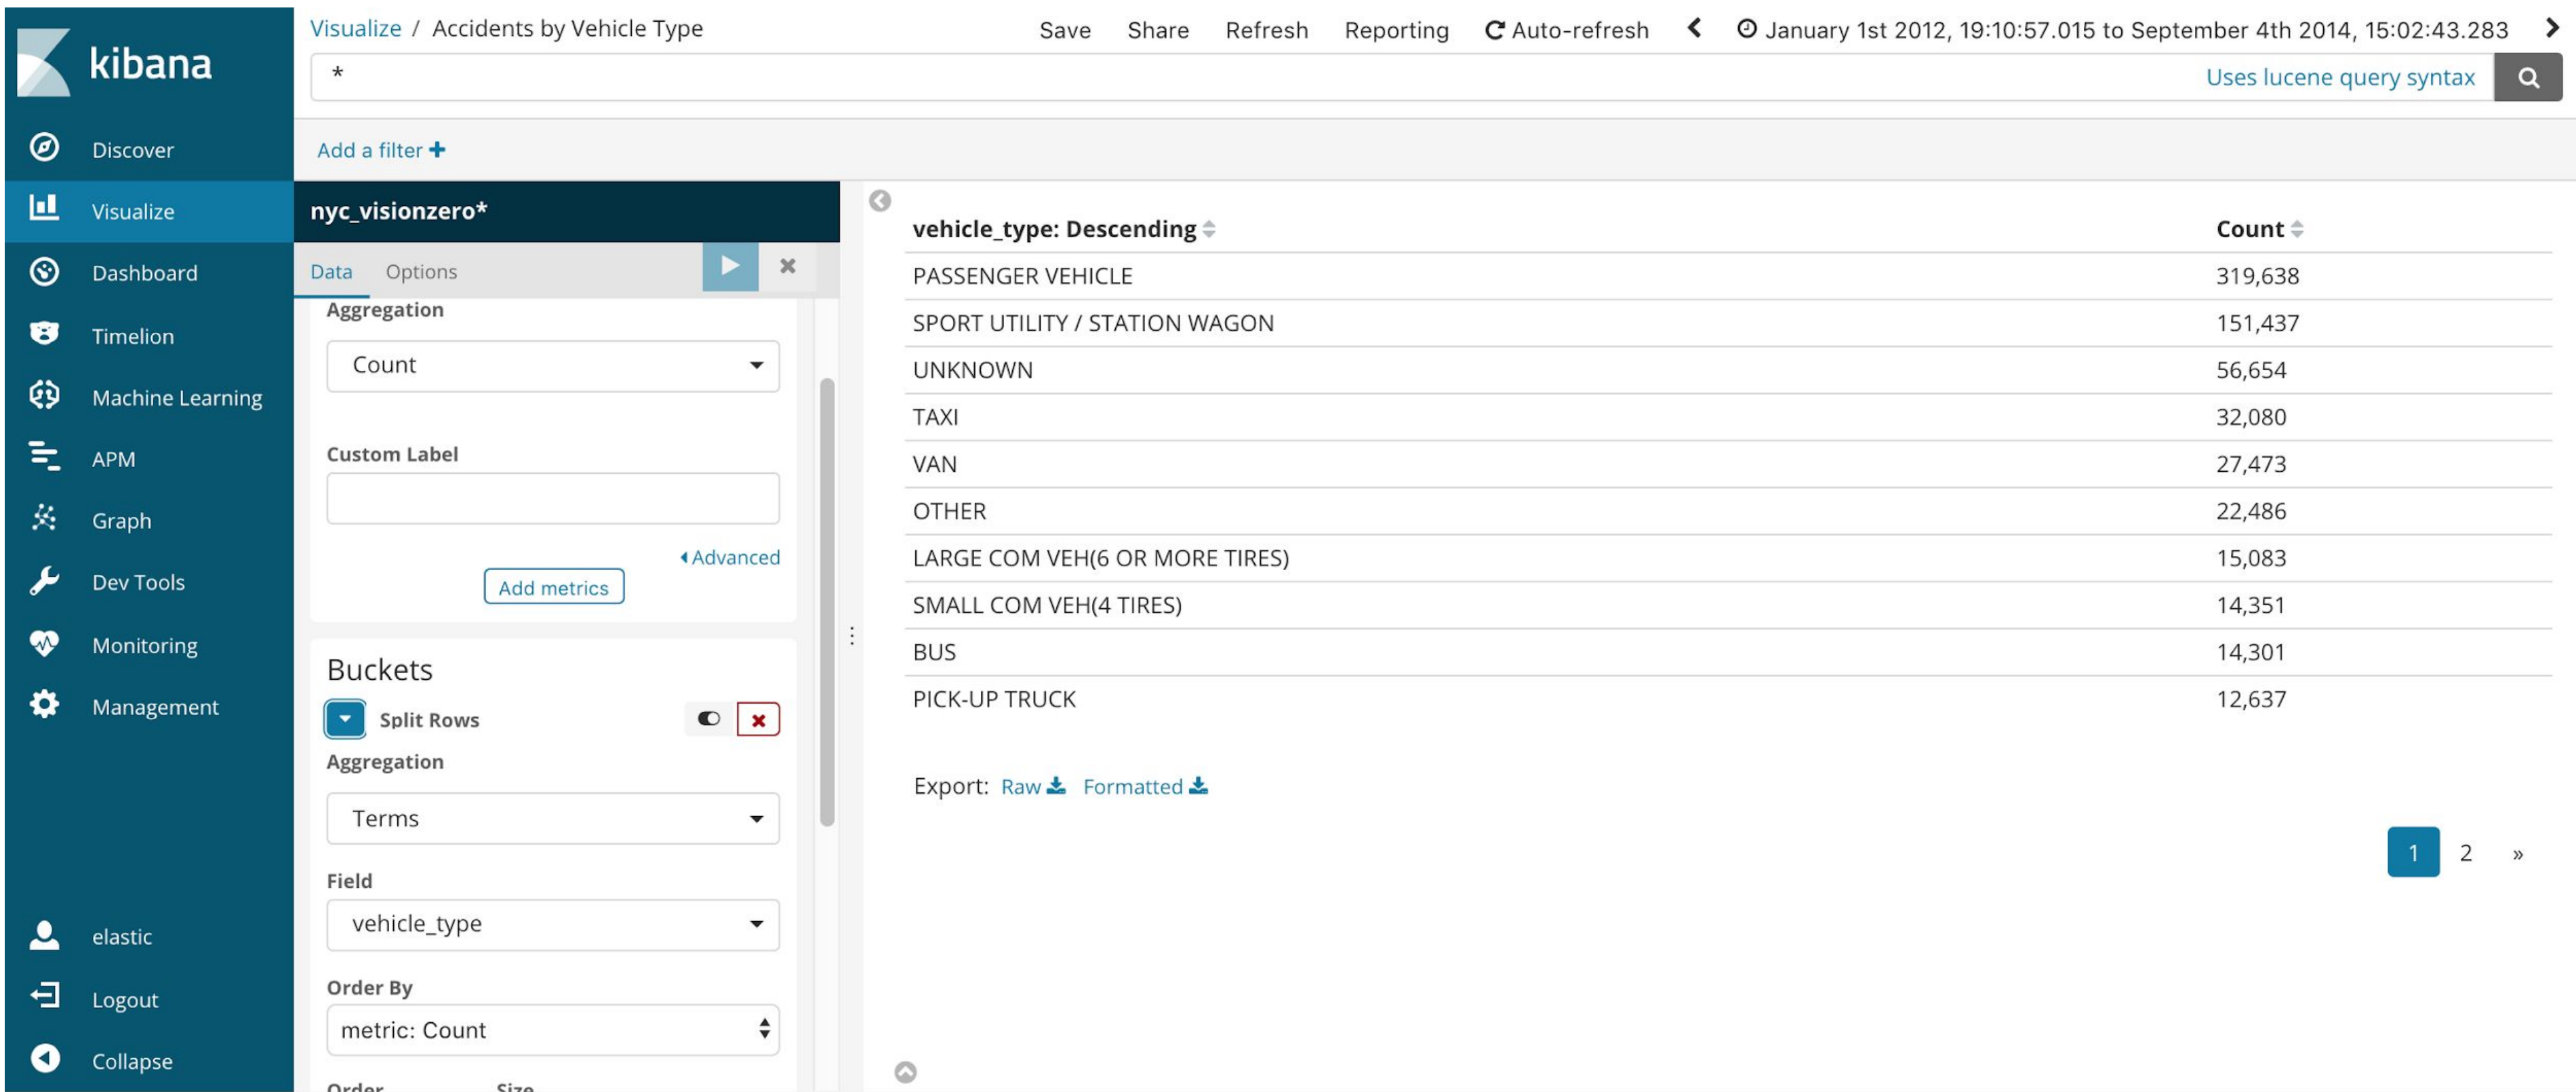 kibana
Discover
Visualize
Dashboard
Timelion
Machine Learning
APM
Graph
Dev Tools
Monitoring
Management
elastic
Logout
Collapse
Visualize / Accidents by Vehicle Type
Save Share Refresh Reporting Auto-refresh January 1st 2012, 19:10:57.015 to September 4th 2014, 15:02:43.283
* Uses lucene query syntax
Add a filter
nyc_visionzero*
Data Options
Aggregation
Count
Custom Label
Advanced
Add metrics
Buckets
Split Rows
Aggregation
Terms
Field
vehicle_type
Order By
metric: Count
Order Size
vehicle_type: Descending Count
PASSENGER VEHICLE 319,638
SPORT UTILITY / STATION WAGON 151,437
UNKNOWN 56,654
TAXI 32,080
VAN 27,473
OTHER 22,486
LARGE COM VEH(6 OR MORE TIRES) 15,083
SMALL COM VEH(4 TIRES) 14,351
BUS 14,301
PICK-UP TRUCK 12,637
Export: Raw Formatted
1 2 »